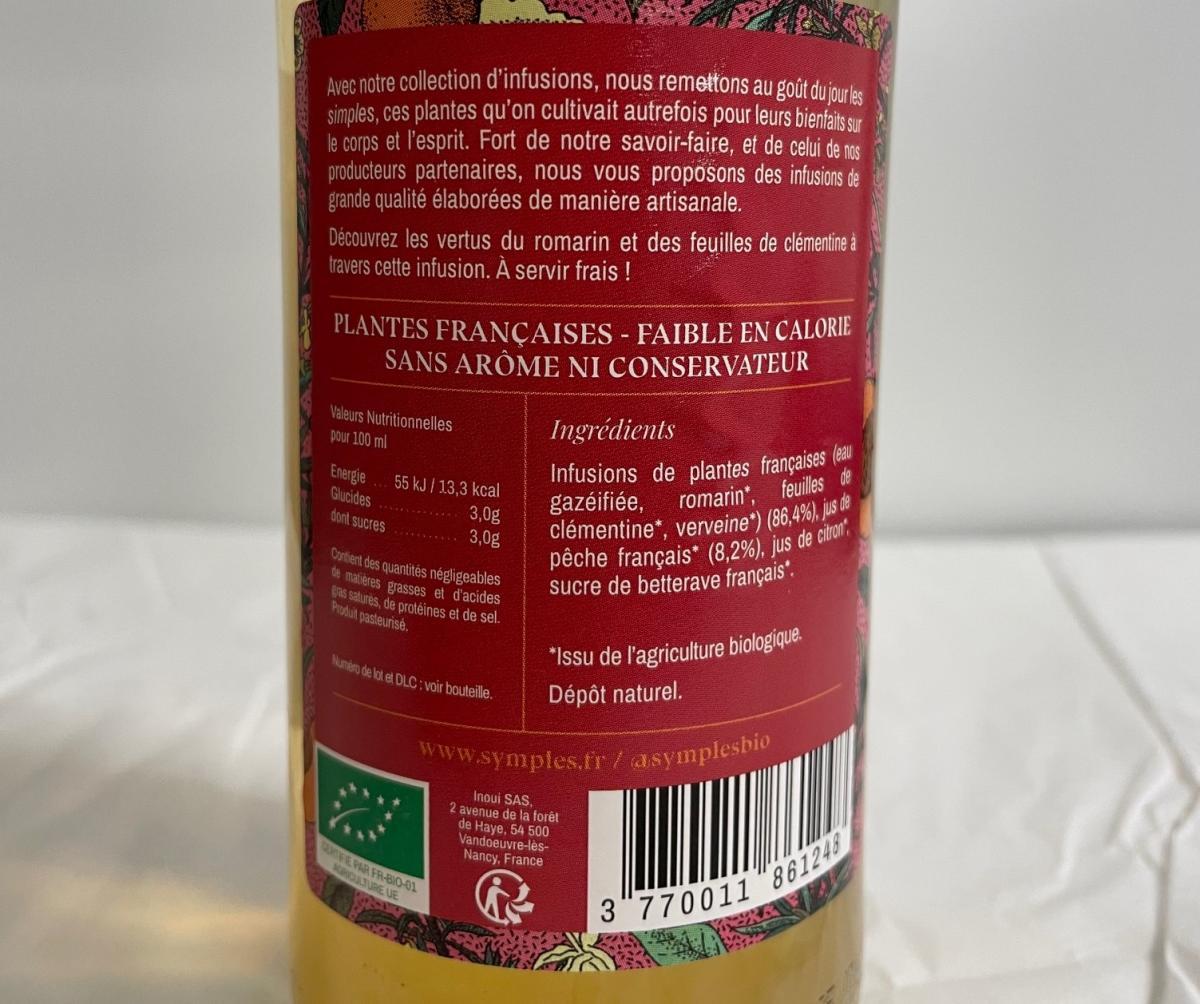 Avec notre collection d'infusions, nous remettons au goût du jour les
simples, ces plantes qu'on cultivait autrefois pour leurs bienfaits sur
le corps et l'esprit. Fort de notre savoir-faire, et de celui de nos
producteurs partenaires, nous vous proposons des infusions de
grande qualité élaborées de manière artisanale.
Découvrez les vertus du romarin et des feuilles de clémentine à
travers cette infusion. À servir frais !
PLANTES FRANÇAISES - FAIBLE EN CALORIE
SANS ARÔME NI CONSERVATEUR
Valeurs Nutritionnelles
pour 100 ml
Energie ... 55 kJ / 13,3 kcal
Glucides ............. 3,0g
dont sucres ........... 3,0g
Contient des quantités négligeables
de matières grasses et d'acides
gras saturés, de protéines et de sel.
Produit pasteurisé.
Numéro de lot et DLC : voir bouteille.
Ingrédients
Infusions de plantes françaises (eau
gazéifiée, romarin*, feuilles de
clémentine*, verveine*) (86,4%), jus de
pêche français* (8,2%), jus de citron*,
sucre de betterave français*.
*Issu de l'agriculture biologique.
Dépôt naturel.
www.symples.fr / @symplesbio
CERTIFIÉ PAR FR-BIO-01
AGRICULTURE UE
Inoui SAS,
2 avenue de la forêt
de Haye, 54 500
Vandoeuvre-lès-
Nancy, France
3 770011 861248